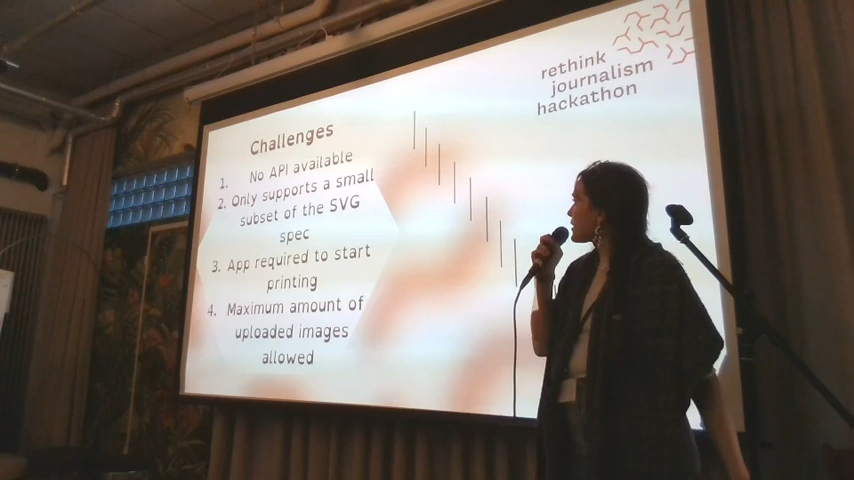 rethink
journalism
hackathon
Challenges
1. No API available
2. Only supports a small
subset of the SVG
spec
3. App required to start
printing
4. Maximum amount of
uploaded images
allowed